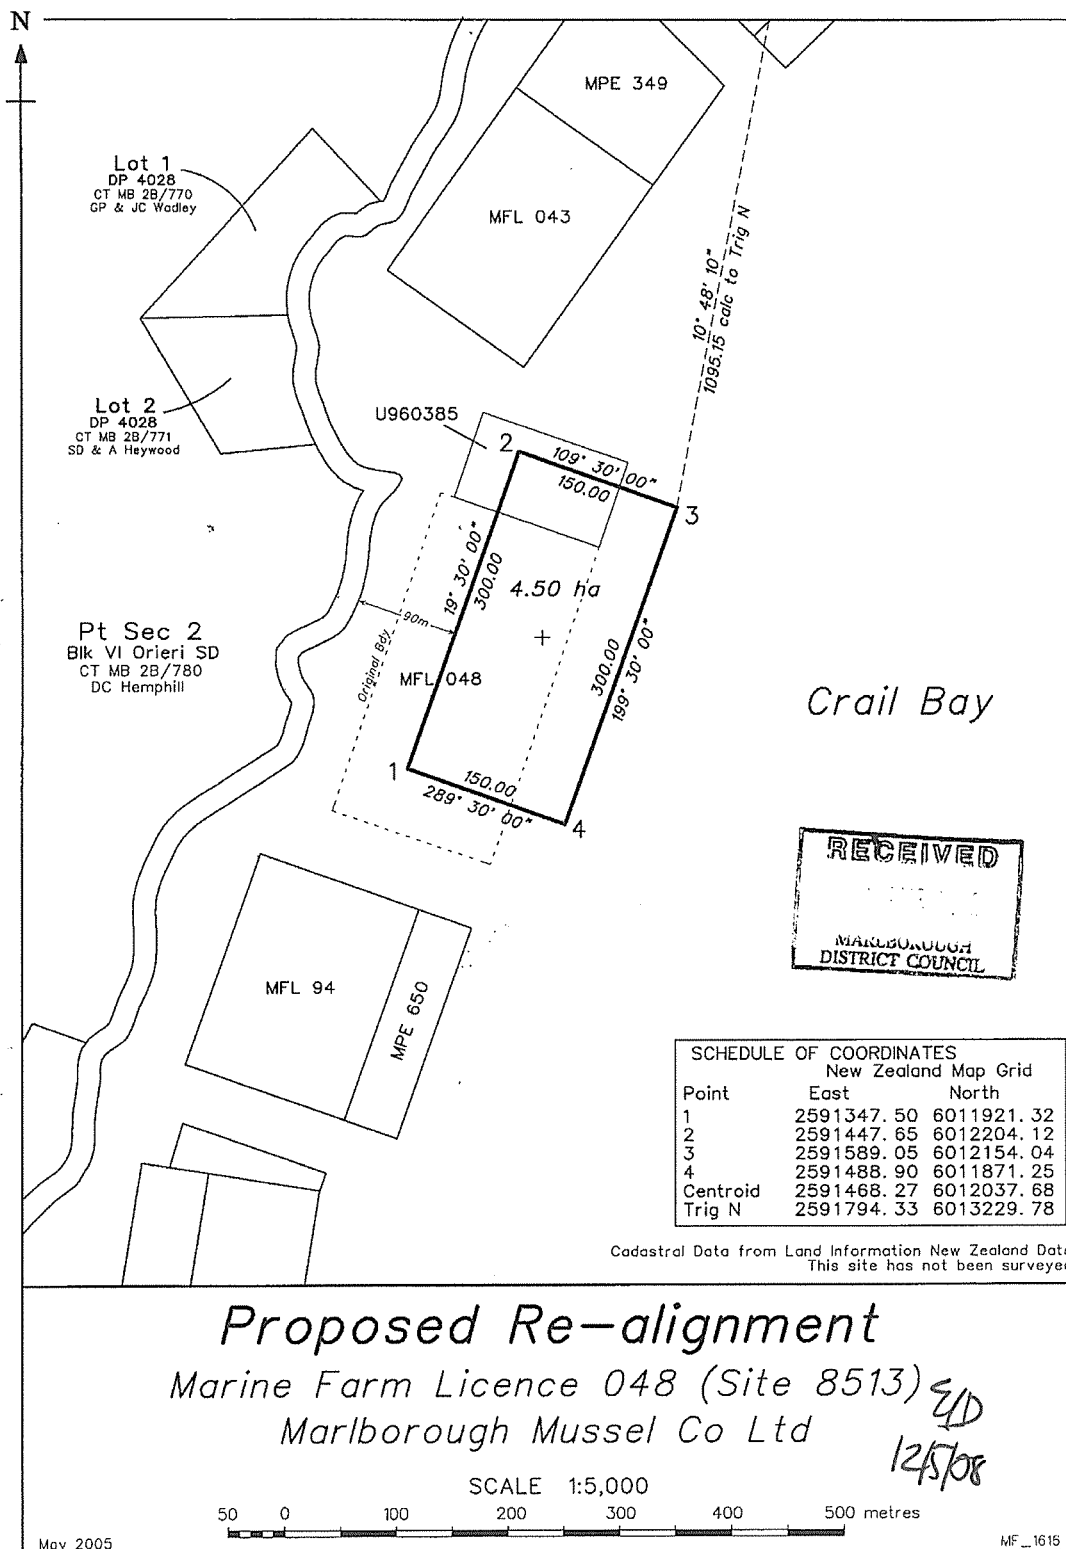 N
MPE 349
Lot 1
DP 4028
CT MB 2B/770
GP & JC Wadley
MFL 043
10° 48' 10"
1095.15 calc to Trig N
Lot 2
DP 4028
CT MB 2B/771
SD & A Heywood
U960385
2
109° 30' 00"
150.00
3
19° 30' 00"
300.00
4.50 ha
90m
Original Bdy
Pt Sec 2
Blk VI Orieri SD
CT MB 2B/780
DC Hemphill
MFL 048
300.00
199° 30' 00"
Crail Bay
1
150.00
289° 30' 00"
4
RECEIVED
MARLBOROUGH
DISTRICT COUNCIL
MFL 94
MPE 650
SCHEDULE OF COORDINATES
New Zealand Map Grid
Point East North
1 2591347.50 6011921.32
2 2591447.65 6012204.12
3 2591589.05 6012154.04
4 2591488.90 6011871.25
Centroid 2591468.27 6012037.68
Trig N 2591794.33 6013229.78
Cadastral Data from Land Information New Zealand Data
This site has not been surveyed
Proposed Re-alignment
Marine Farm Licence 048 (Site 8513)
Marlborough Mussel Co Ltd
12/5/08
SCALE 1:5,000
50 0 100 200 300 400 500 metres
May 2005
MF_1615